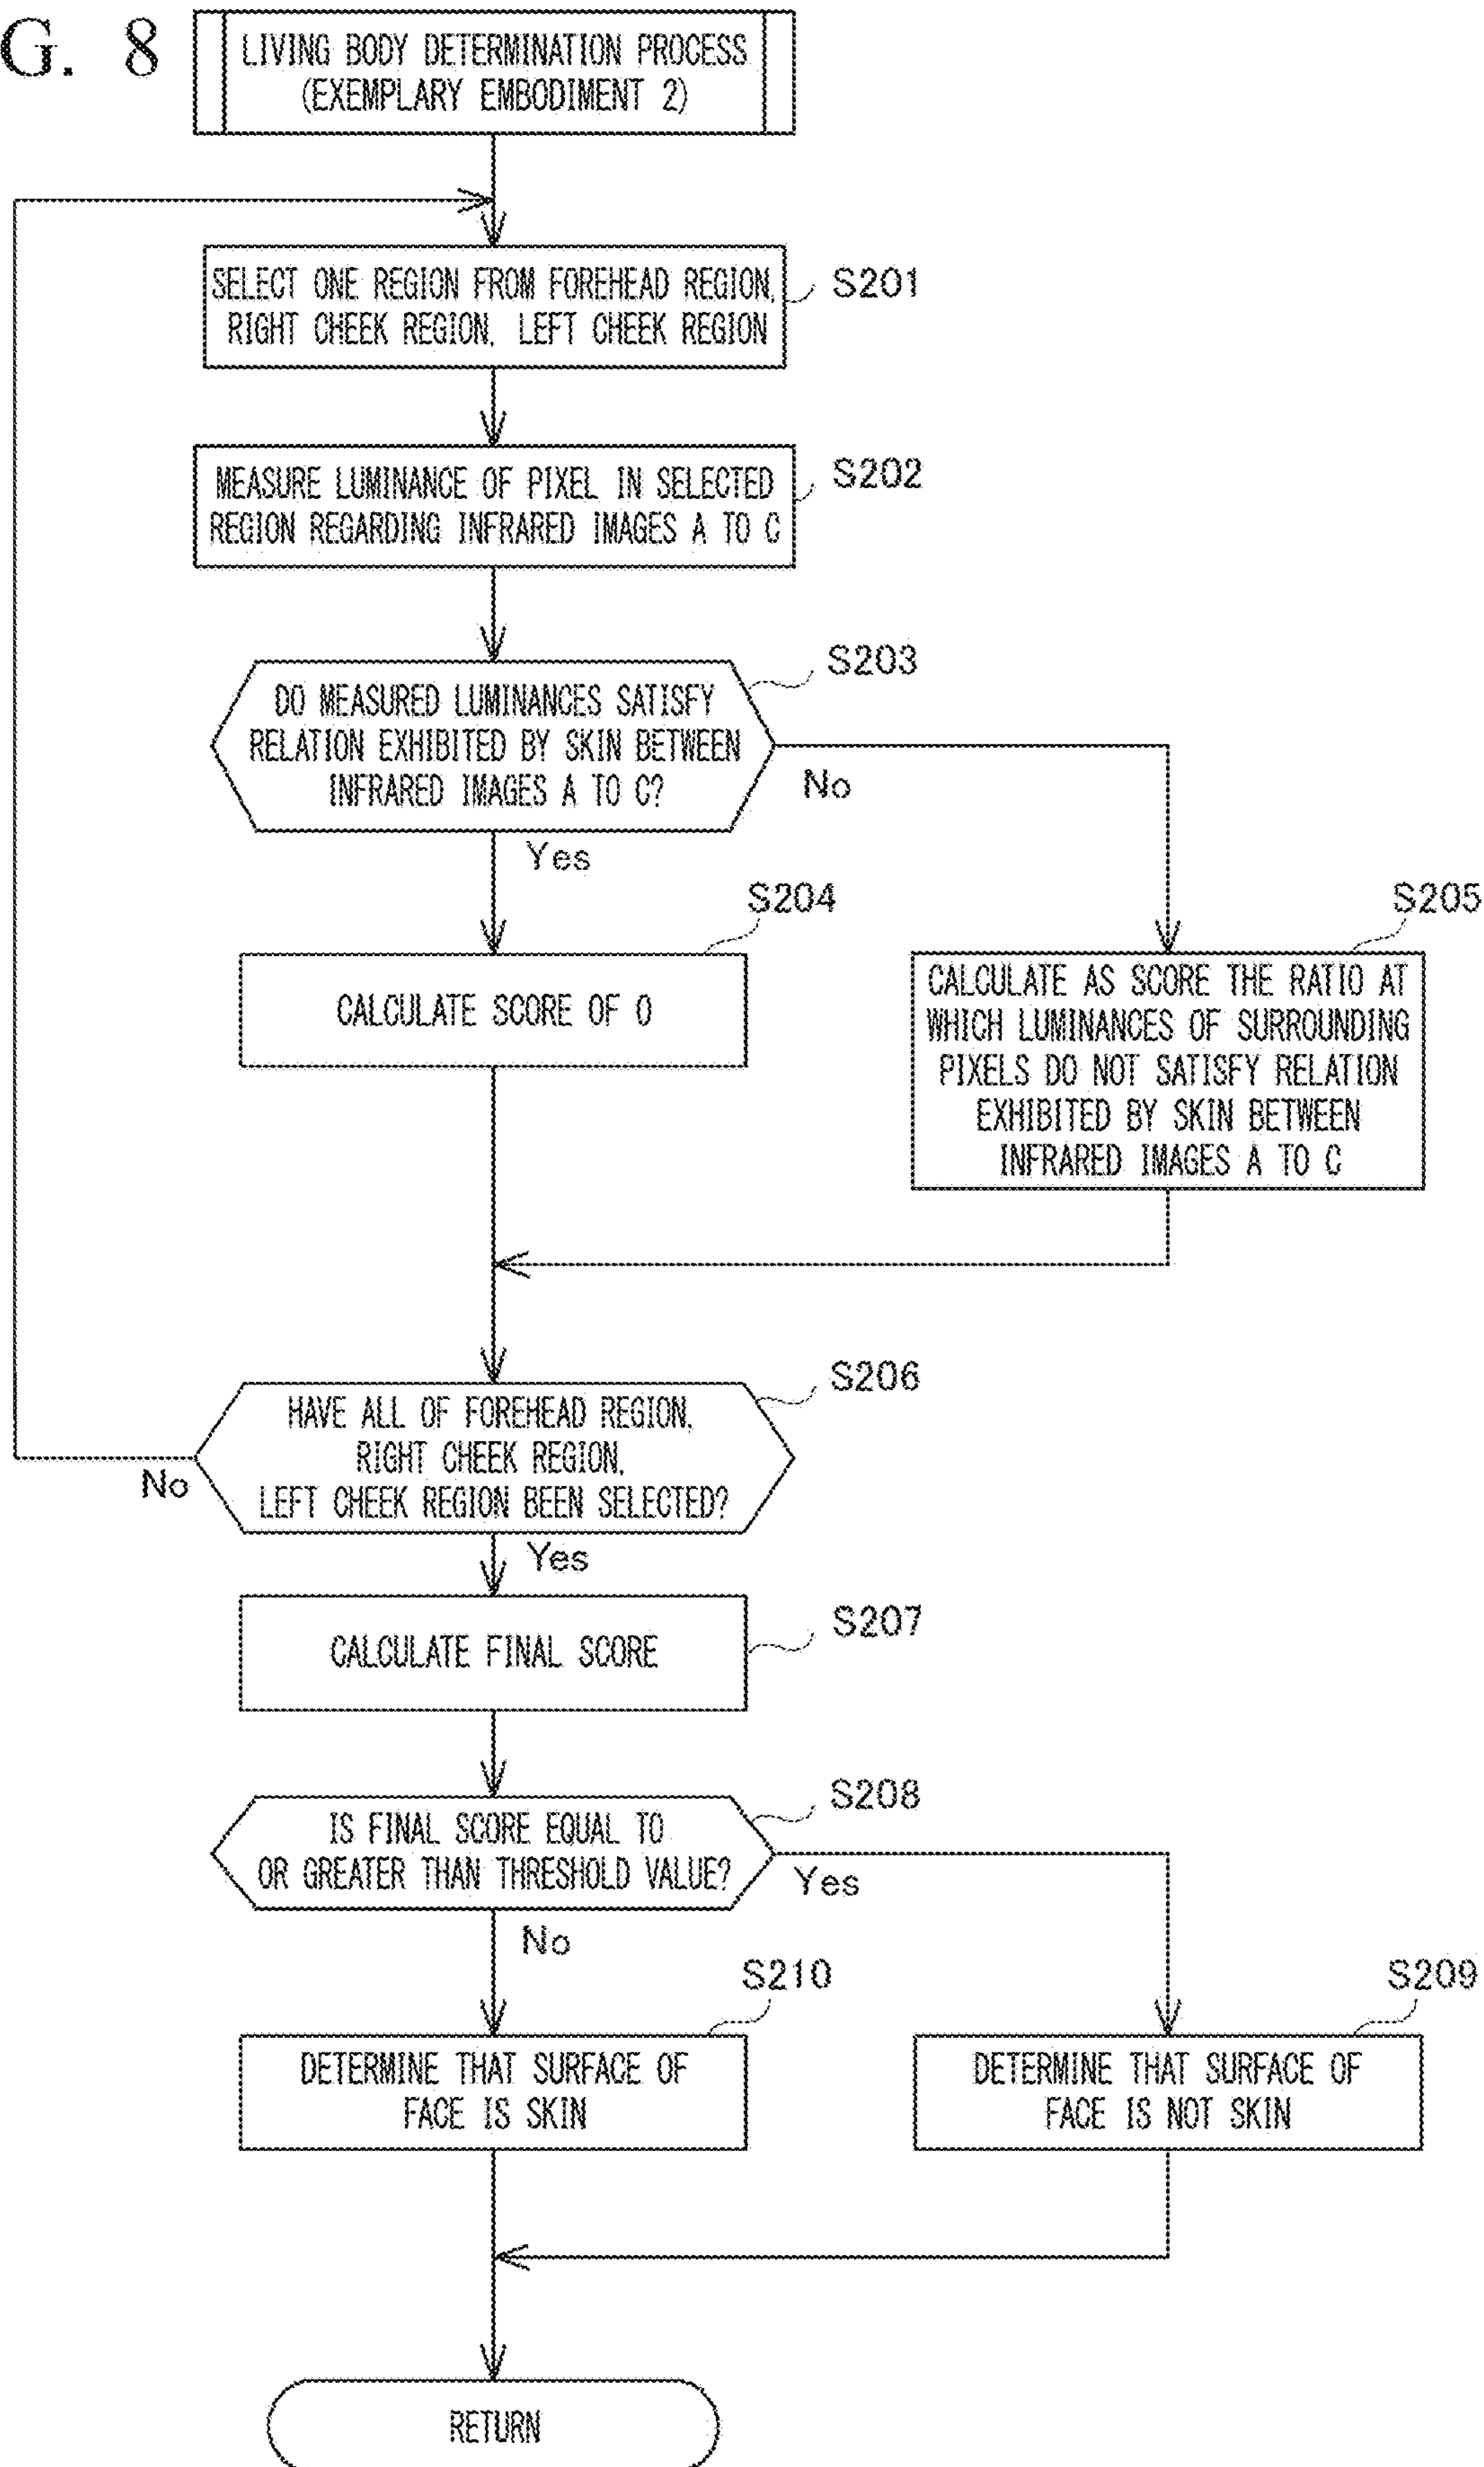 G. 8
LIVING BODY DETERMINATION PROCESS
(EXEMPLARY EMBODIMENT 2)
SELECT ONE REGION FROM FOREHEAD REGION,
RIGHT CHEEK REGION, LEFT CHEEK REGION
S201
MEASURE LUMINANCE OF PIXEL IN SELECTED
REGION REGARDING INFRARED IMAGES A TO C
S202
DO MEASURED LUMINANCES SATISFY
RELATION EXHIBITED BY SKIN BETWEEN
INFRARED IMAGES A TO C?
S203
No
Yes
S204
CALCULATE SCORE OF 0
S205
CALCULATE AS SCORE THE RATIO AT
WHICH LUMINANCES OF SURROUNDING
PIXELS DO NOT SATISFY RELATION
EXHIBITED BY SKIN BETWEEN
INFRARED IMAGES A TO C
S206
HAVE ALL OF FOREHEAD REGION,
RIGHT CHEEK REGION,
LEFT CHEEK REGION BEEN SELECTED?
No
Yes
S207
CALCULATE FINAL SCORE
S208
IS FINAL SCORE EQUAL TO
OR GREATER THAN THRESHOLD VALUE?
Yes
No
S210
DETERMINE THAT SURFACE OF
FACE IS SKIN
S209
DETERMINE THAT SURFACE OF
FACE IS NOT SKIN
RETURN